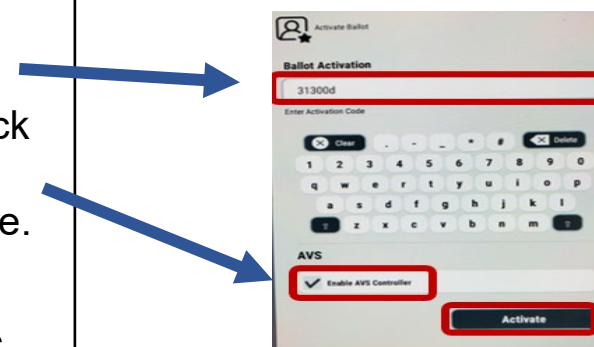 ck
e.
Activate Ballot
Ballot Activation
31300d
Enter Activation Code
Clear . - _ * # Delete
1 2 3 4 5 6 7 8 9 0
q w e r t y u i o p
a s d f g h j k l
z x c v b n m
AVS
Enable AVS Controller
Activate